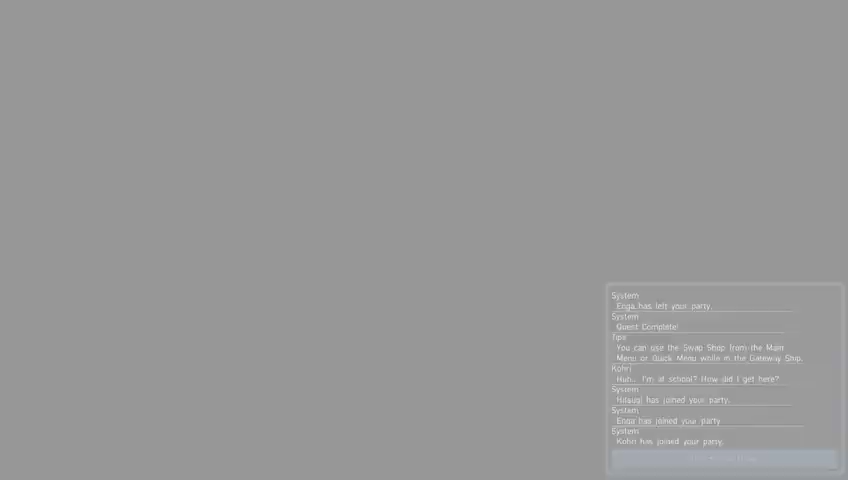 System
Enga has left your party.
System
Quest Complete!
Tips
You can use the Swap Shop from the Main
Menu or Quick Menu while in the Gateway Ship.
Kohri
Huh.. I'm at school? How did I get here?
System
Hitsugi has joined your party.
System
Enga has joined your party
System
Kohri has joined your party.